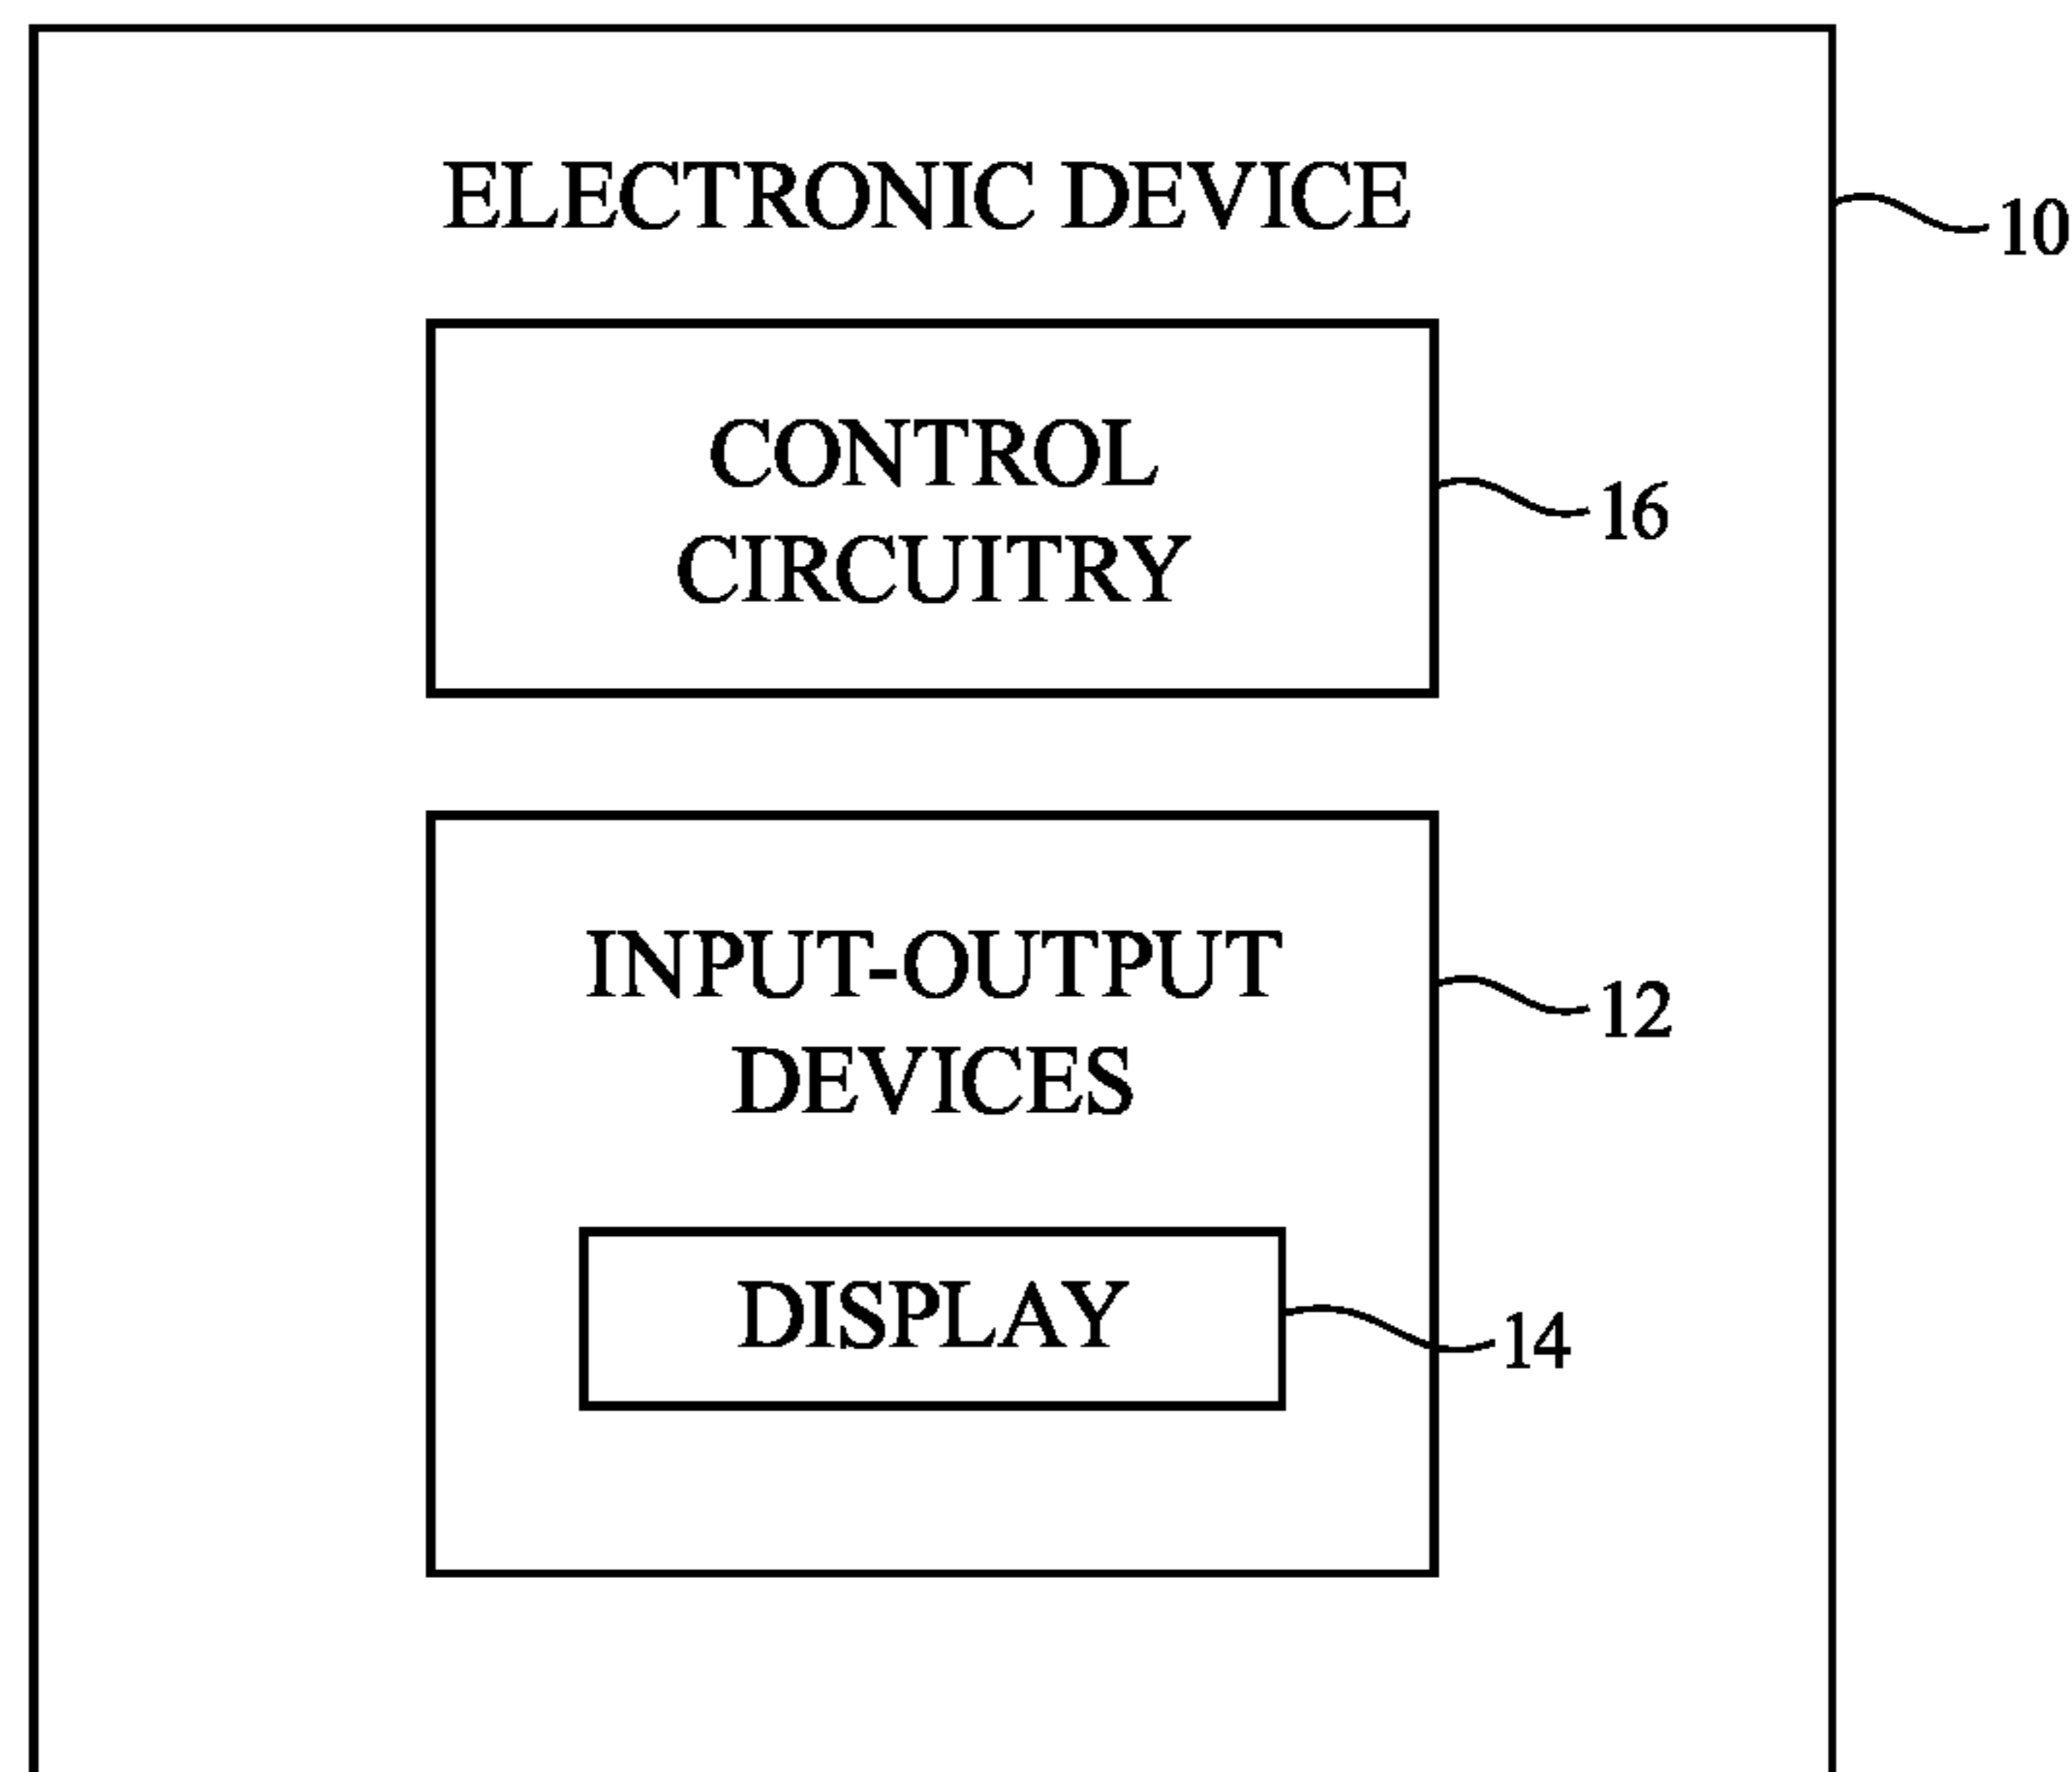 ELECTRONIC DEVICE
10
CONTROL
CIRCUITRY
16
INPUT-OUTPUT
DEVICES
12
DISPLAY
14